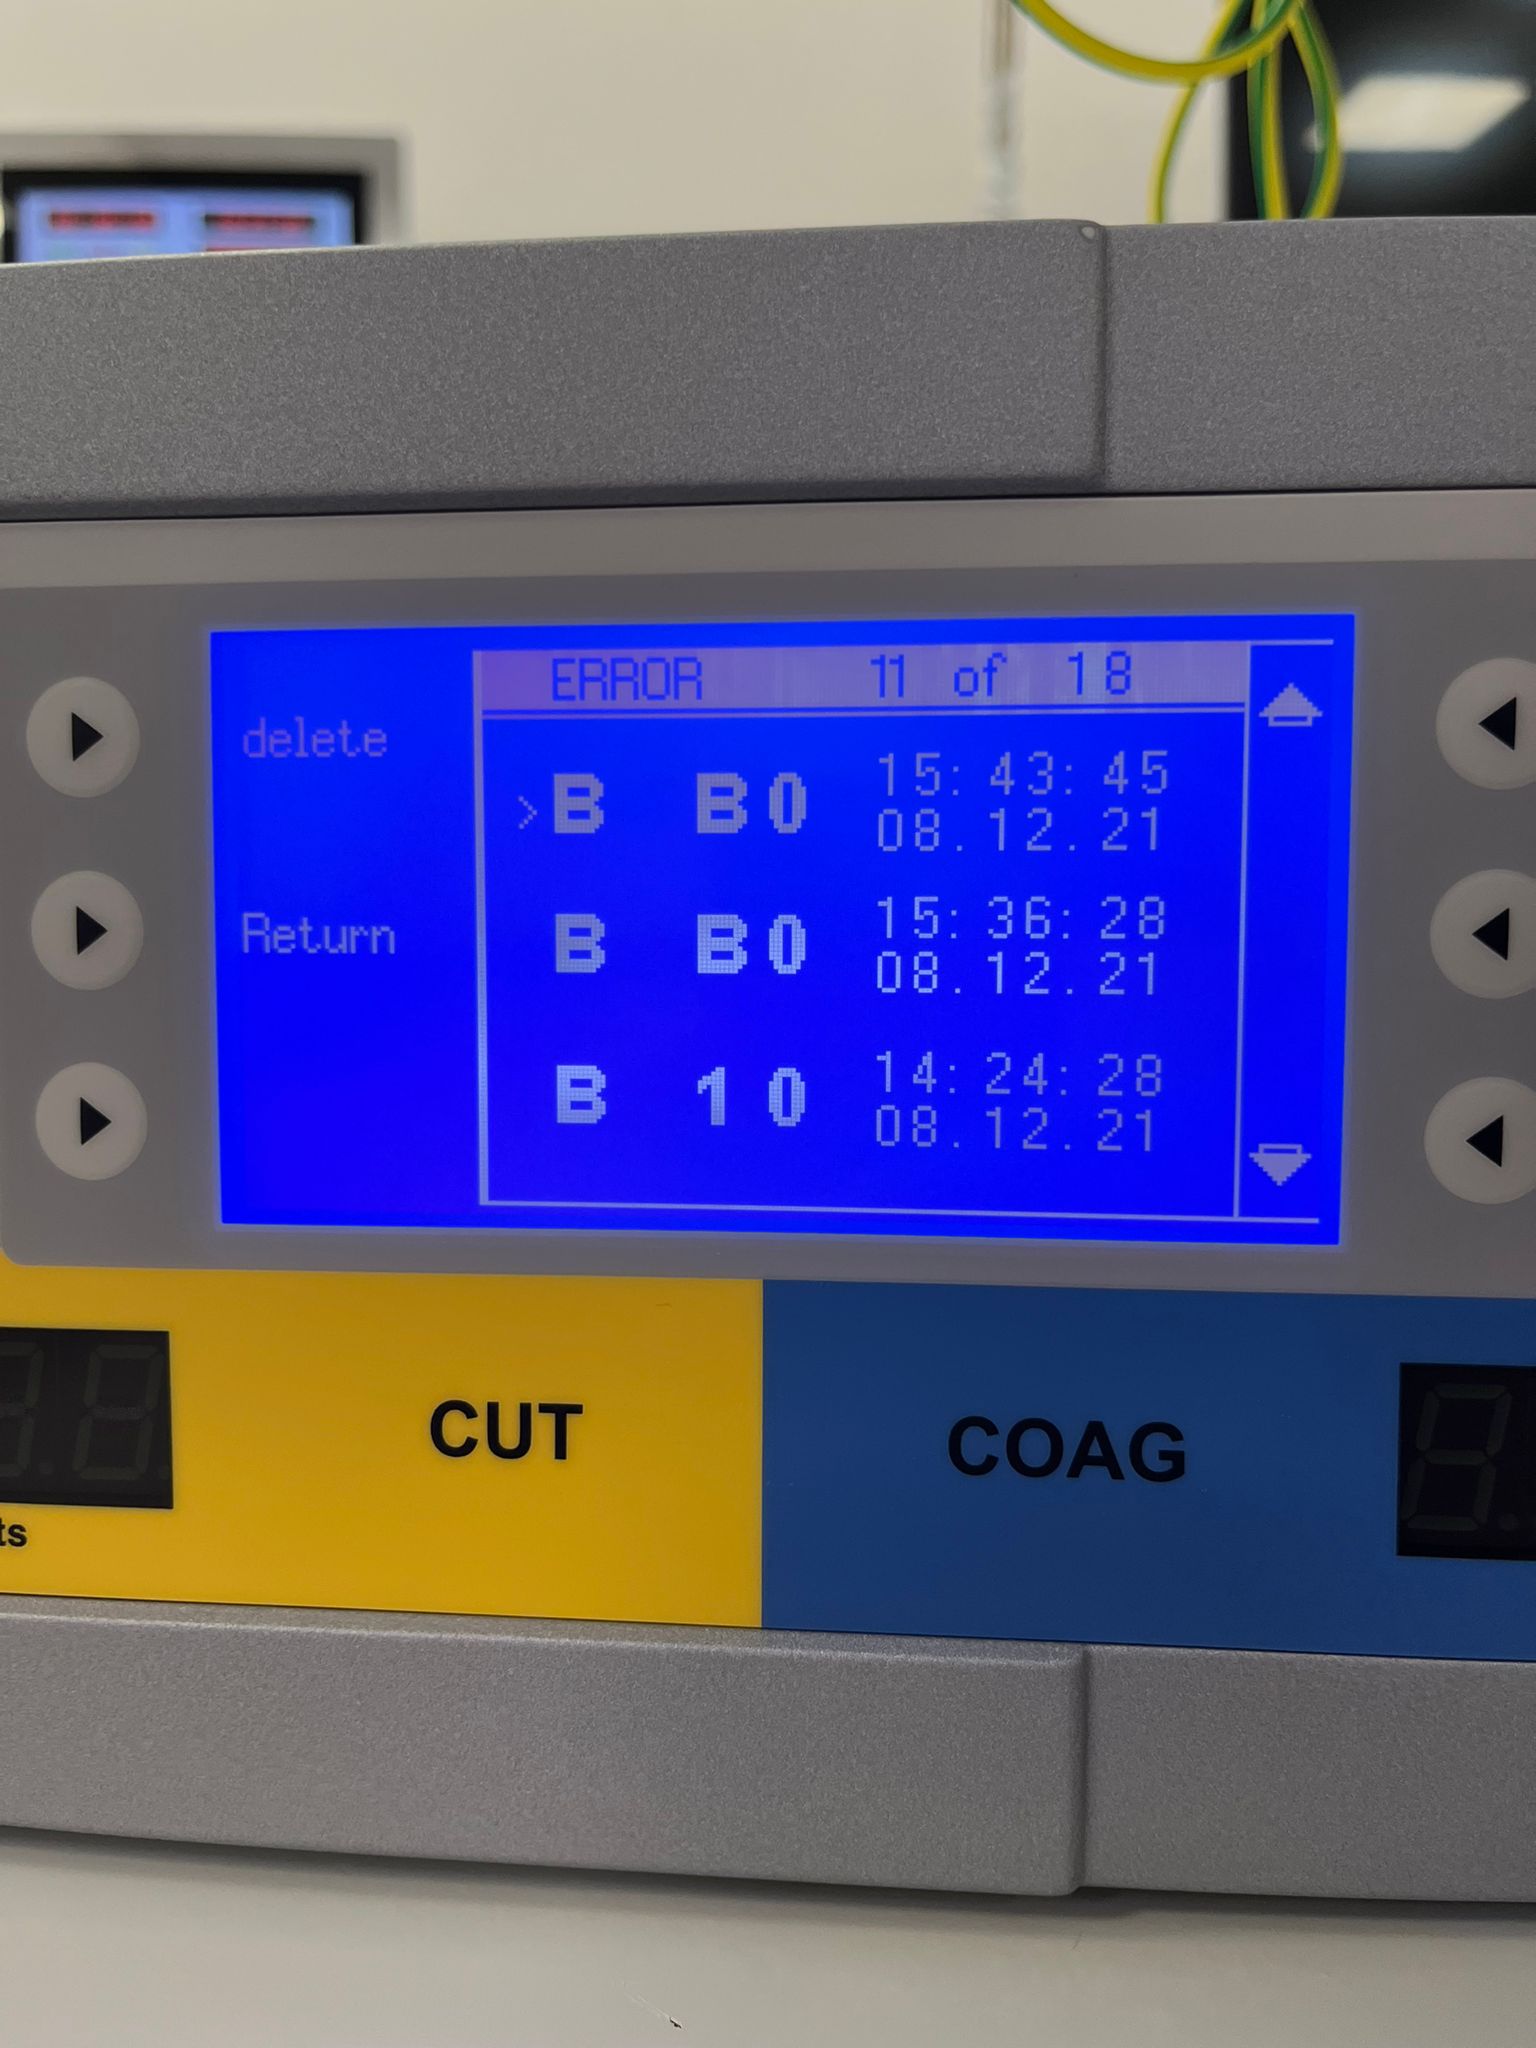 ERROR 11 of 18
delete
>B B0 15:43:45
08.12.21
Return
B B0 15:36:28
08.12.21
B 10 14:24:28
08.12.21
CUT
COAG
ts